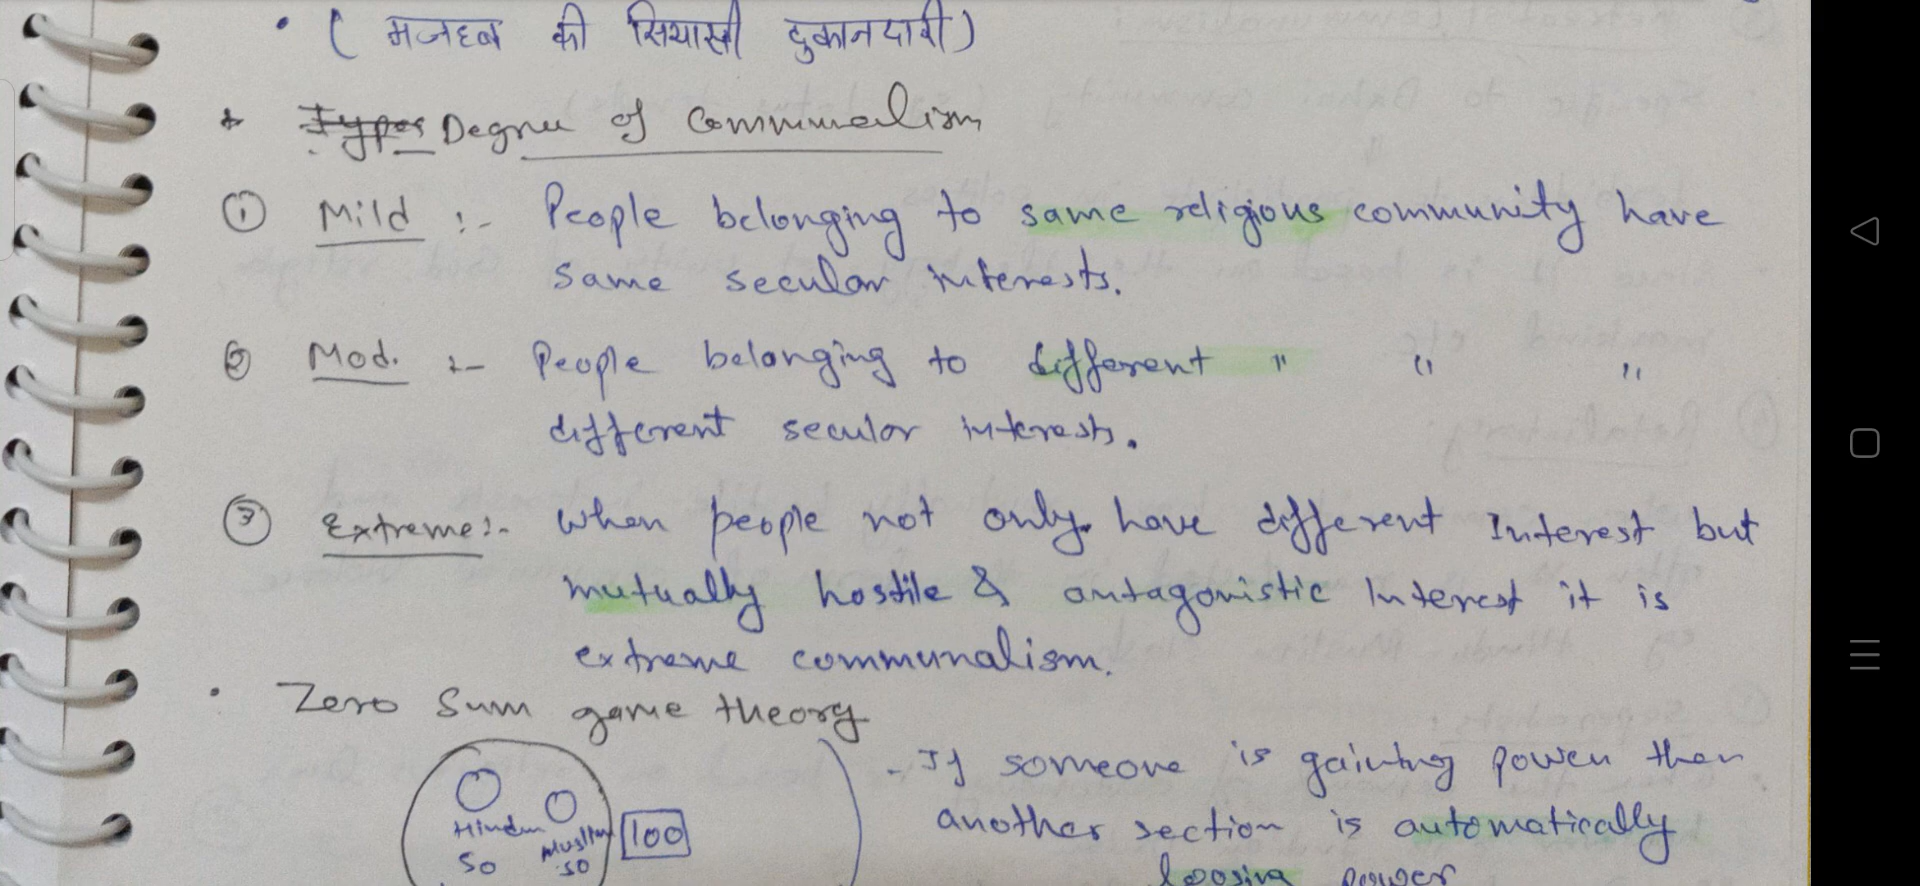 • ( मजहब की सियासी दुकानदारी)
* Types Degree of Communalism
① Mild :- People belonging to same religious community have
same secular interests.
② Mod. :- People belonging to different " " "
different secular interests.
③ Extreme:- when people not only have different Interest but
mutually hostile & antagonistic Interest it is
extreme communalism.
• Zero Sum game theory
- If someone is gaining power then
another section is automatically
loosing power
Hindu Muslim 100
50 50